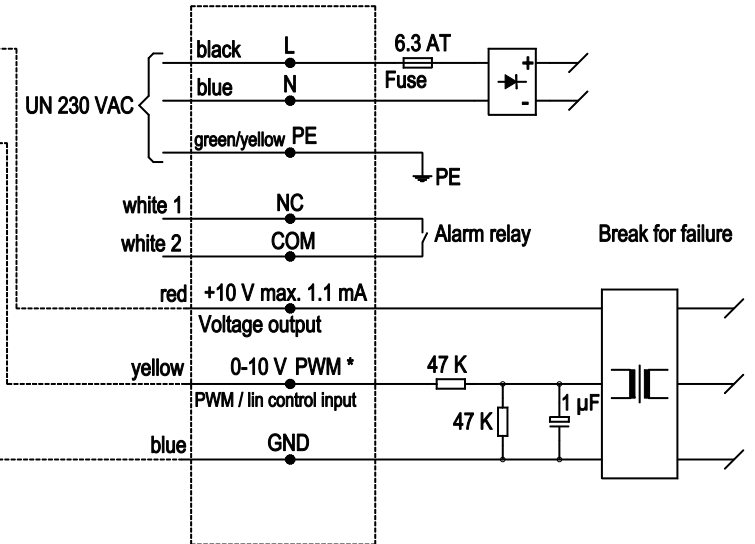 UN 230 VAC
black L 6.3 AT
Fuse
+
blue N
-
green/yellow PE
PE
white 1 NC
white 2 COM
Alarm relay
Break for failure
red +10 V max. 1.1 mA
Voltage output
yellow 0-10 V PWM *
PWM / lin control input
47 K
47 K
1 µF
blue GND